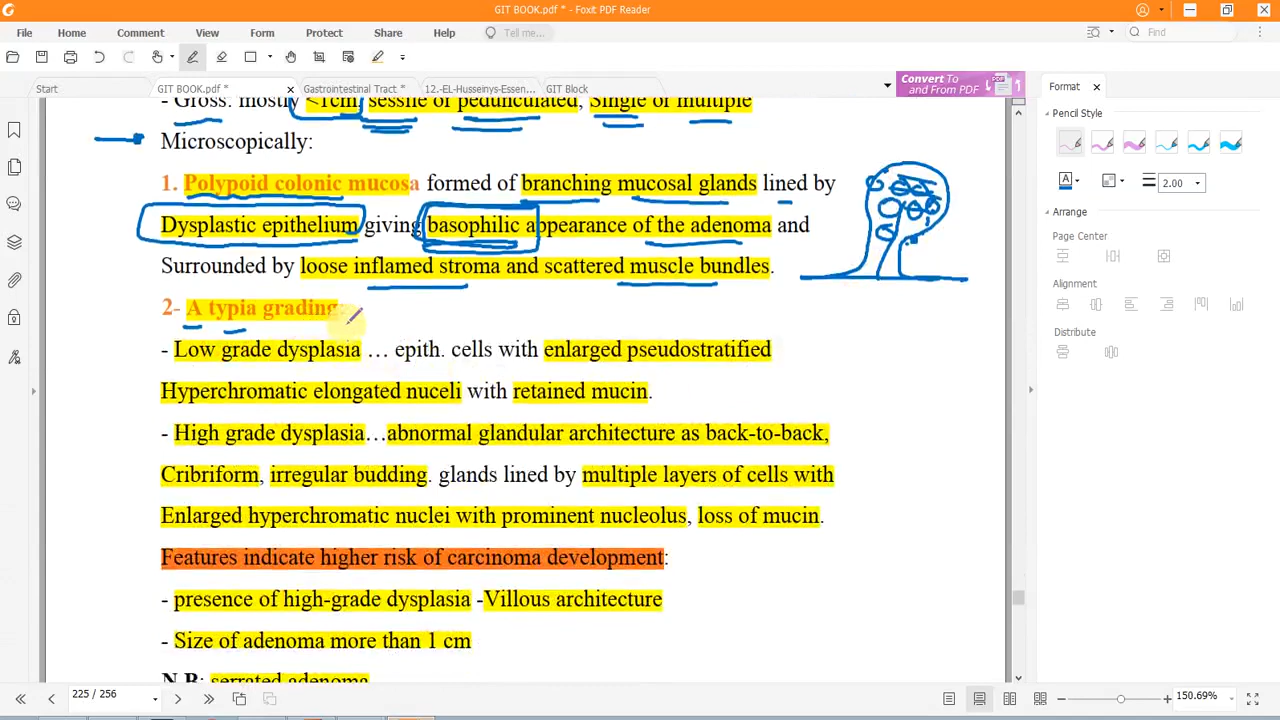 GIT BOOK.pdf * - Foxit PDF Reader
File Home Comment View Form Protect Share Help Tell me... Find
Start GIT BOOK.pdf * Gastrointestinal Tract * 12.-EL-Husseinys-Essen... GIT Block Convert To and From PDF
- Gross: mostly <1cm, sessile or pedunculated, Single or multiple
Microscopically:
1. Polypoid colonic mucosa formed of branching mucosal glands lined by
Dysplastic epithelium giving basophilic appearance of the adenoma and
Surrounded by loose inflamed stroma and scattered muscle bundles.
2- A typia grading
- Low grade dysplasia … epith. cells with enlarged pseudostratified
Hyperchromatic elongated nuceli with retained mucin.
- High grade dysplasia…abnormal glandular architecture as back-to-back,
Cribriform, irregular budding. glands lined by multiple layers of cells with
Enlarged hyperchromatic nuclei with prominent nucleolus, loss of mucin.
Features indicate higher risk of carcinoma development:
- presence of high-grade dysplasia -Villous architecture
- Size of adenoma more than 1 cm
N.B: serrated adenoma
Format
Pencil Style
2.00
Arrange
Page Center
Alignment
Distribute
225 / 256
150.69%